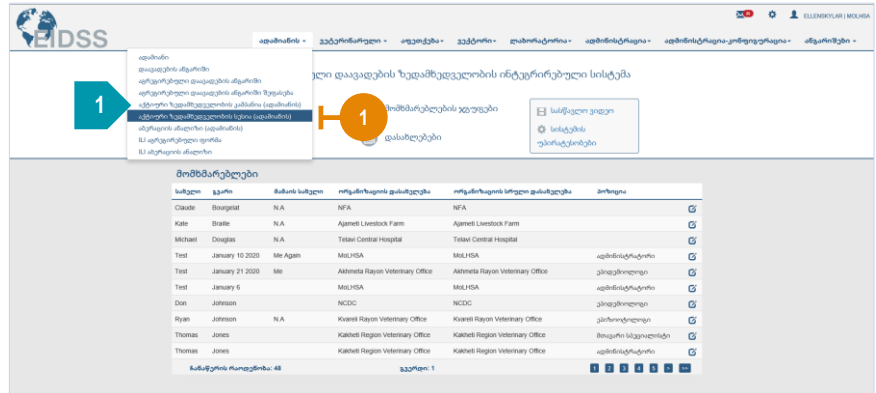 ELLENSKYLAR | MOLHSA
EIDSS
ადამიანის ვეტერინარული აფეთქება ვექტორი ლაბორატორია ადმინისტრაცია ადმინისტრაცია-კონფიგურაცია ანგარიშები
ადამიანი
დაავადების ანგარიში
აგრეგირებული დაავადების ანგარიში
აგრეგირებული დაავადების ანგარიში შეჯამება
აქტიური ზედამხედველობის კამპანია (ადამიანის)
აქტიური ზედამხედველობის სესია (ადამიანის)
აბერაციის ანალიზი (ადამიანის)
ILI აგრეგირებული ფორმა
ILI აბერაციის ანალიზი
1
1
ული დაავადების ზედამხედველობის ინტეგრირებული სისტემა
მომხმარებლების ჯგუფები
დასახლებები
სასწავლო ვიდეო
სისტემის უპირატესობები
მომხმარებლები
სახელი გვარი მამის სახელი ორგანიზაციის დასახელება ორგანიზაციის სრული დასახელება პოზიცია
Claude Bourgelat N.A NFA NFA
Kate Braille N.A Ajameti Livestock Farm Ajameti Livestock Farm
Michael Douglas N.A Telavi Central Hospital Telavi Central Hospital
Test January 10 2020 Me Again MoLHSA MoLHSA ადმინისტრატორი
Test January 21 2020 Me Akhmeta Rayon Veterinary Office Akhmeta Rayon Veterinary Office ეპიდემიოლოგი
Test January 6 MoLHSA MoLHSA ადმინისტრატორი
Don Johnson NCDC NCDC ეპიდემიოლოგი
Ryan Johnson N.A Kvareli Rayon Veterinary Office Kvareli Rayon Veterinary Office ეპიზოოტოლოგი
Thomas Jones Kakheti Region Veterinary Office Kakheti Region Veterinary Office მთავარი სპეციალისტი
Thomas Jones Kakheti Region Veterinary Office Kakheti Region Veterinary Office ადმინისტრატორი
ჩანაწერის რაოდენობა: 48 გვერდი: 1 1 2 3 4 5 > >>